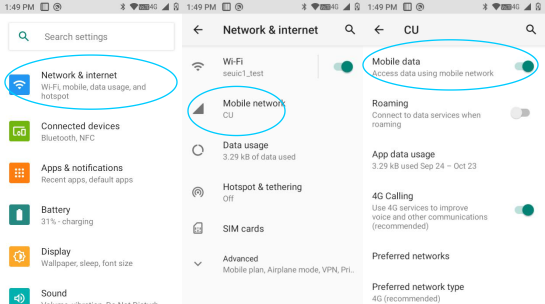 1:49 PM
4G
Search settings
Network & internet
Wi-Fi, mobile, data usage, and
hotspot
Connected devices
Bluetooth, NFC
Apps & notifications
Recent apps, default apps
Battery
31% - charging
Display
Wallpaper, sleep, font size
Sound
1:49 PM
4G
Network & internet
Wi-Fi
seuic1_test
Mobile network
CU
Data usage
3.29 kB of data used
Hotspot & tethering
Off
SIM cards
Advanced
Mobile plan, Airplane mode, VPN, Pri..
1:49 PM
4G
CU
Mobile data
Access data using mobile network
Roaming
Connect to data services when
roaming
App data usage
3.29 kB used Sep 24 – Oct 23
4G Calling
Use 4G services to improve
voice and other communications
(recommended)
Preferred networks
Preferred network type
4G (recommended)